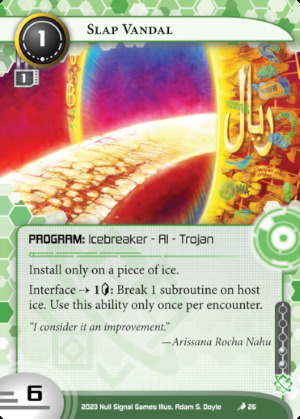 1
SLAP VANDAL
1
ریال
PROGRAM: Icebreaker - AI - Trojan
Install only on a piece of ice.
Interface → 1: Break 1 subroutine on host
ice. Use this ability only once per encounter.
"I consider it an improvement."
—Arissana Rocha Nahu
6
2023 Null Signal Games Illus. Adam S. Doyle
26